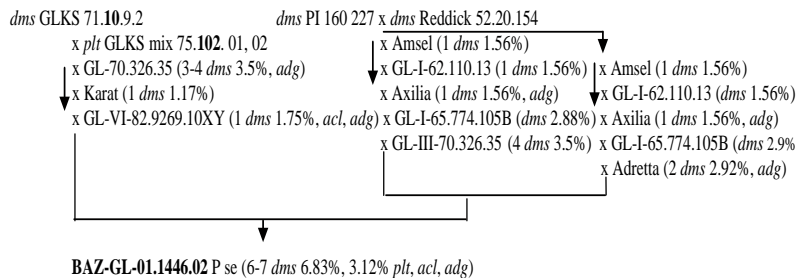 dms GLKS 71.10.9.2 dms PI 160 227 x dms Reddick 52.20.154
x plt GLKS mix 75.102. 01, 02 x Amsel (1 dms 1.56%)
x GL-70.326.35 (3-4 dms 3.5%, adg) x GL-I-62.110.13 (1 dms 1.56%) x Amsel (1 dms 1.56%)
x Karat (1 dms 1.17%) x Axilia (1 dms 1.56%, adg) x GL-I-62.110.13 (dms 1.56%)
x GL-VI-82.9269.10XY (1 dms 1.75%, acl, adg) x GL-I-65.774.105B (dms 2.88%) x Axilia (1 dms 1.56%, adg)
x GL-III-70.326.35 (4 dms 3.5%) x GL-I-65.774.105B (dms 2.9%
x Adretta (2 dms 2.92%, adg)
BAZ-GL-01.1446.02 P se (6-7 dms 6.83%, 3.12% plt, acl, adg)